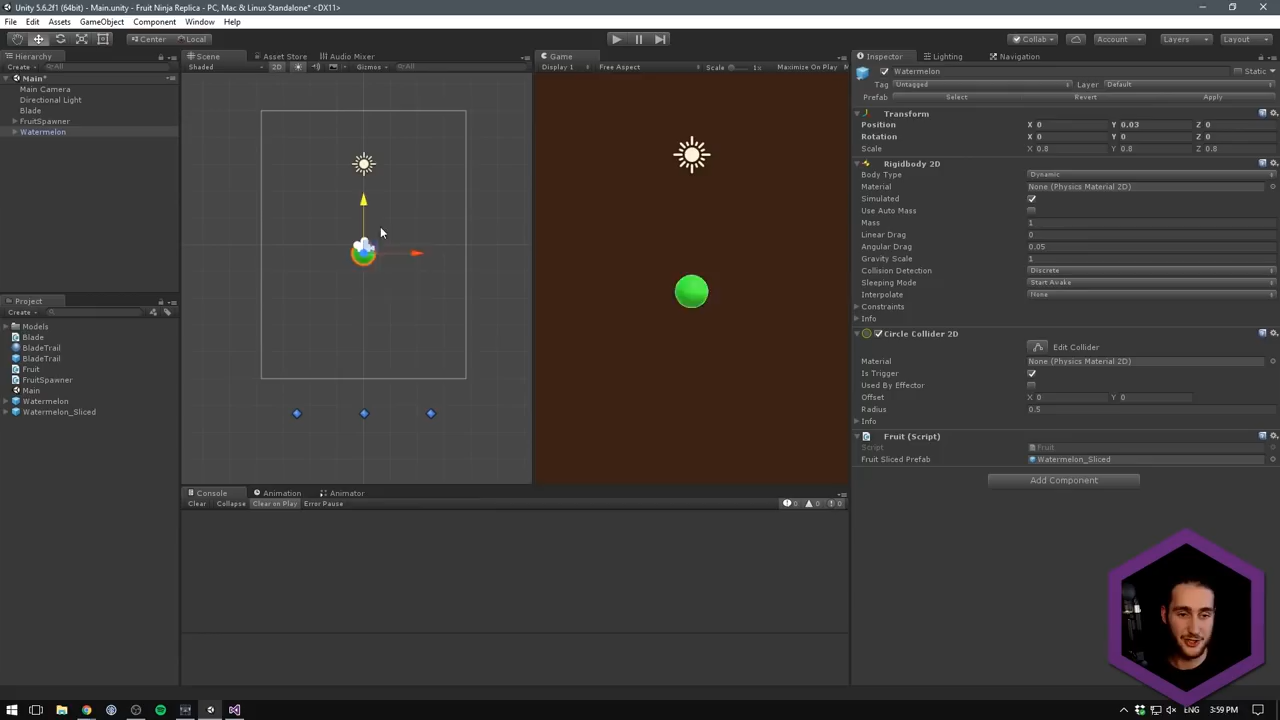 Unity 5.6.2f1 (64bit) - Main.unity - Fruit Ninja Replica - PC, Mac & Linux Standalone* <DX11>
File Edit Assets GameObject Component Window Help
Center Local Collab Account Layers Layout
Hierarchy
Create All
Main*
Main Camera
Directional Light
Blade
FruitSpawner
Watermelon
Project
Create
Models
Blade
BladeTrail
BladeTrail
Fruit
FruitSpawner
Main
Watermelon
Watermelon_Sliced
Scene Asset Store Audio Mixer
Shaded 2D Gizmos All
Game
Display 1 Free Aspect Scale 1x Maximize On Play
Console Animation Animator
Clear Collapse Clear on Play Error Pause 0 0 0
Inspector Lighting Navigation
Watermelon Static
Tag Untagged Layer Default
Prefab Select Revert Apply
Transform
Position X 0 Y 0.03 Z 0
Rotation X 0 Y 0 Z 0
Scale X 0.8 Y 0.8 Z 0.8
Rigidbody 2D
Body Type Dynamic
Material None (Physics Material 2D)
Simulated
Use Auto Mass
Mass 1
Linear Drag 0
Angular Drag 0.05
Gravity Scale 1
Collision Detection Discrete
Sleeping Mode Start Awake
Interpolate None
Constraints
Info
Circle Collider 2D
Edit Collider
Material None (Physics Material 2D)
Is Trigger
Used By Effector
Offset X 0 Y 0
Radius 0.5
Info
Fruit (Script)
Script Fruit
Fruit Sliced Prefab Watermelon_Sliced
Add Component
ENG 3:59 PM